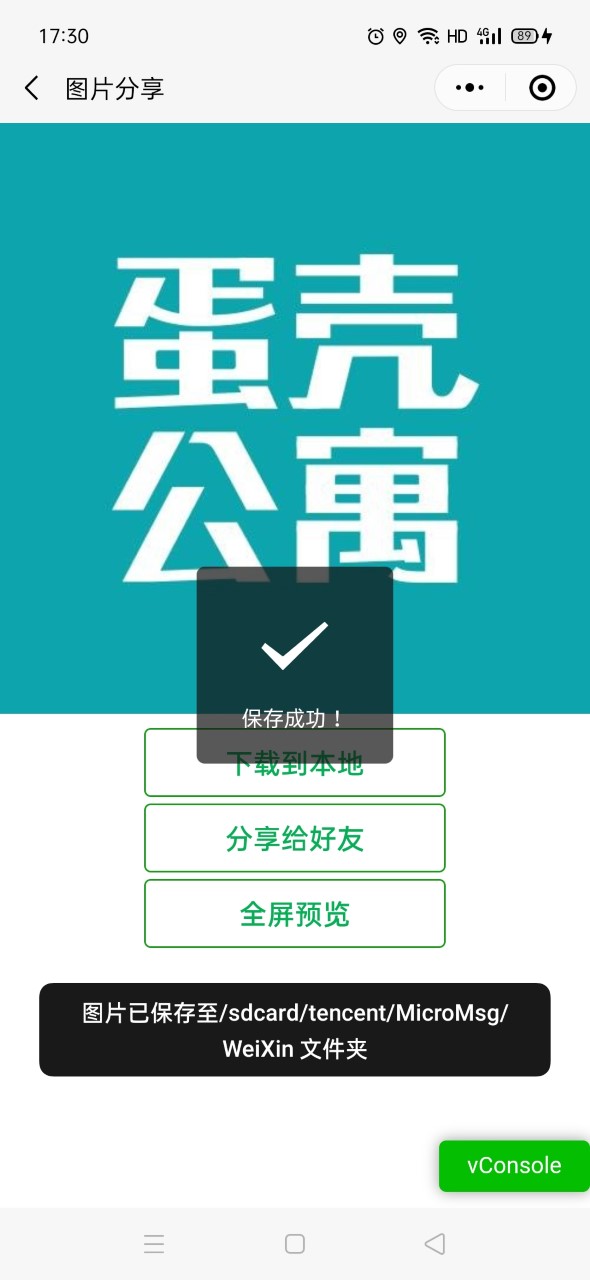 17:30
HD 4G 89
图片分享
蛋壳
公寓
保存成功！
下载到本地
分享给好友
全屏预览
图片已保存至/sdcard/tencent/MicroMsg/
WeiXin 文件夹
vConsole